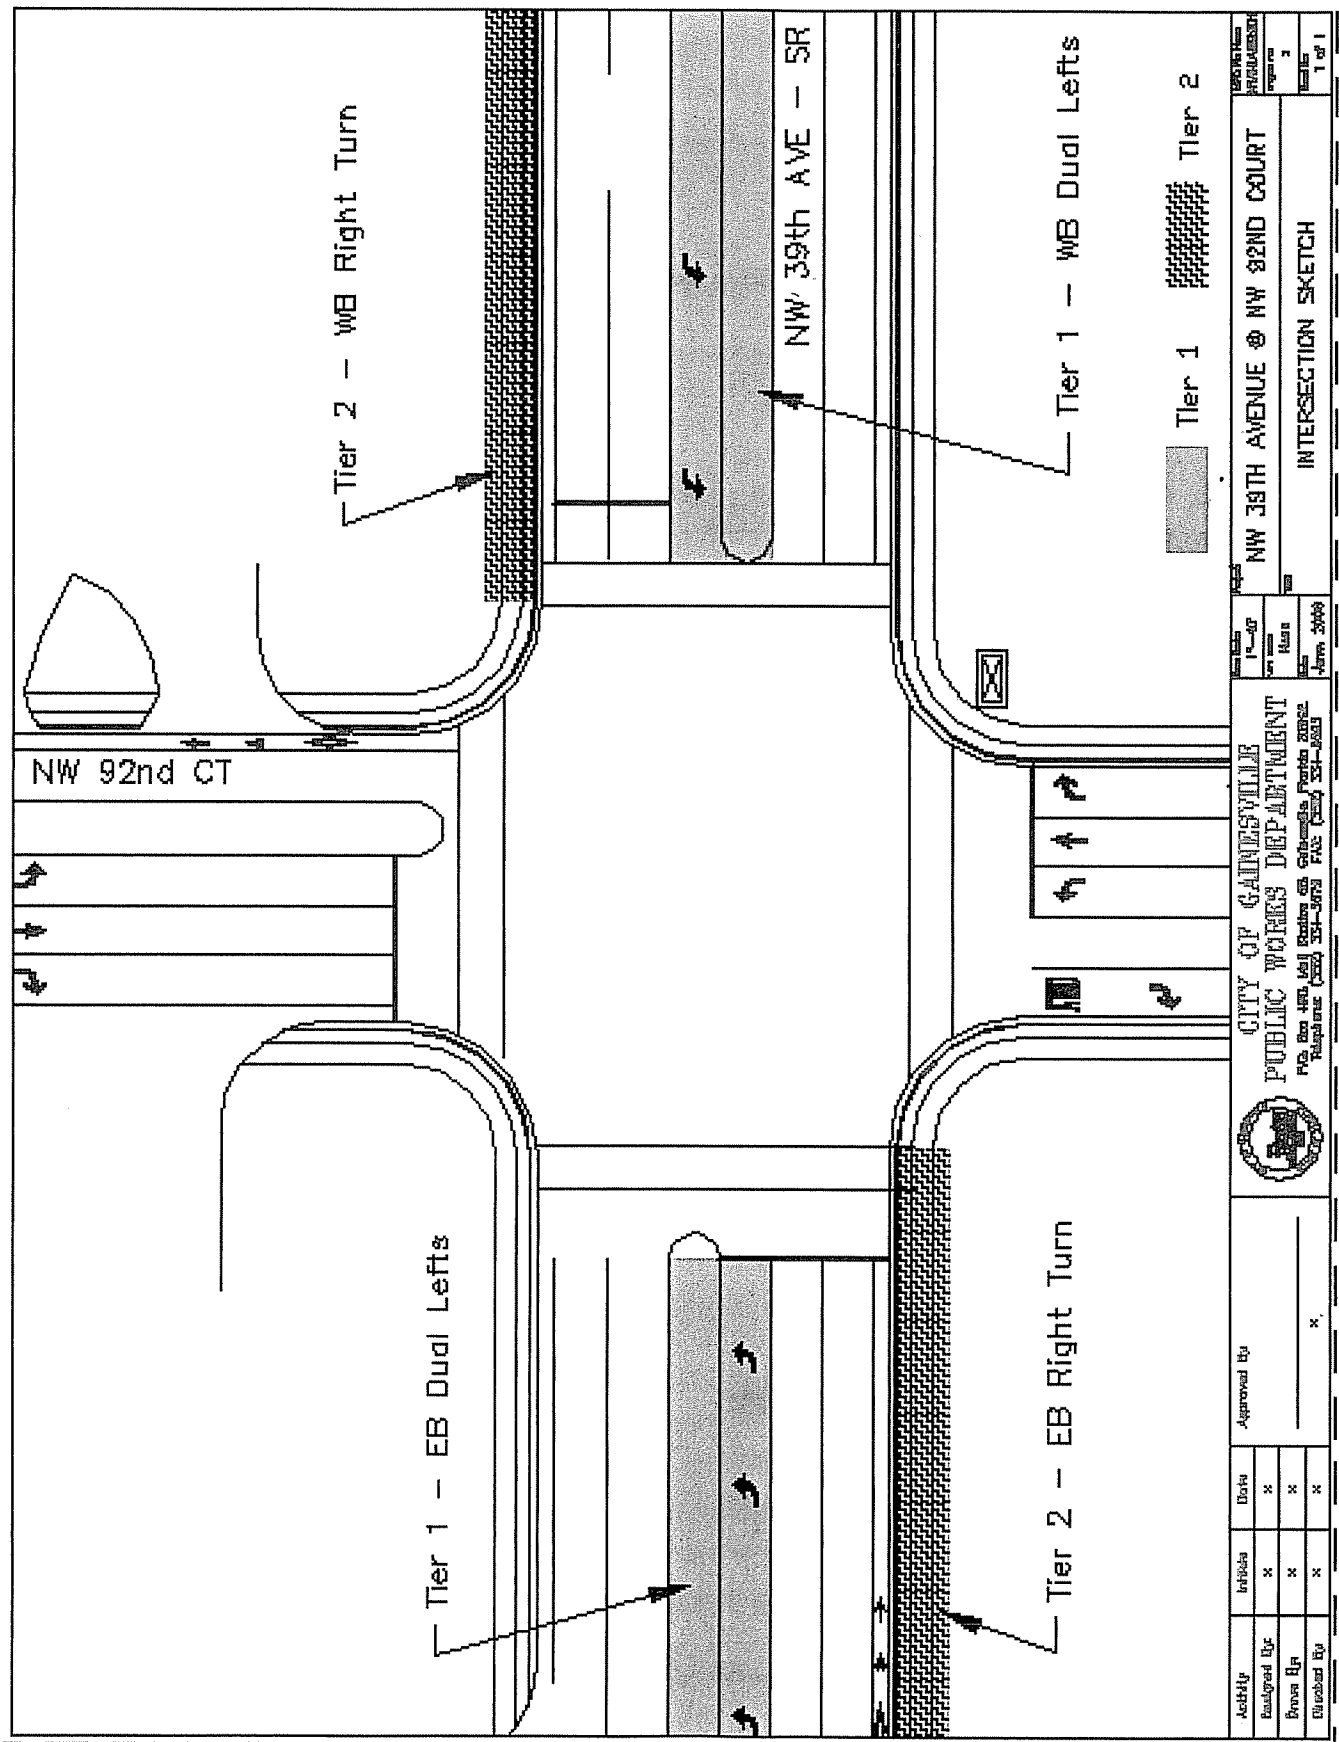 Tier 2 - WB Right Turn
NW 39th AVE - SR
Tier 1 - WB Dual Lefts
NW 92nd CT
Tier 1 - EB Dual Lefts
Tier 2 - EB Right Turn
Tier 1
Tier 2
Activity
Initials
Date
Approved By:
Designed By:
x
x
Drawn By:
x
x
Checked By:
x
x
x.
CITY OF GAINESVILLE
PUBLIC WORKS DEPARTMENT
NW 39TH AVENUE @ NW 92ND COURT
INTERSECTION SKETCH
1 of 1